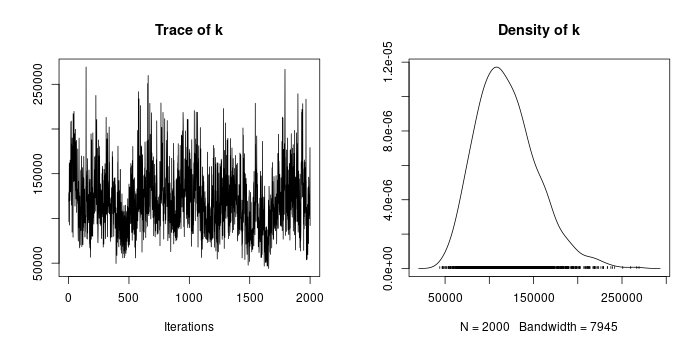 Trace of k
250000
150000
50000
0
500
1000
1500
2000
Iterations
Density of k
1.2e-05
8.0e-06
4.0e-06
0.0e+00
50000
150000
250000
N = 2000 Bandwidth = 7945